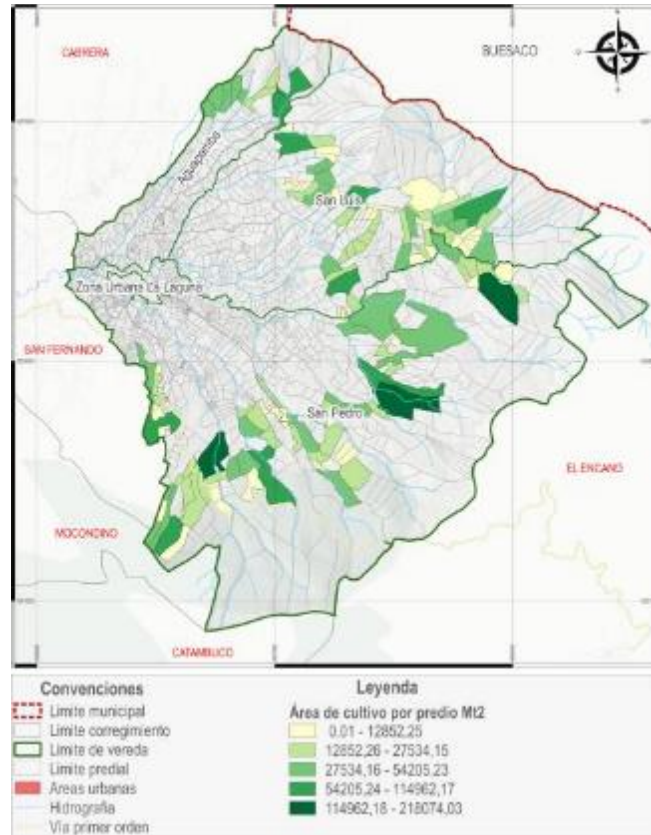 CABRERA
BUESACO
Aguapamba
San Luis
Zona Urbana La Laguna
SAN FERNANDO
San Pedro
EL ENCANO
MOCONDINO
CATAMBUCO
Convenciones
Limite municipal
Limite corregimiento
Limite de vereda
Limite predial
Areas urbanas
Hidrografia
Via primer orden
Leyenda
Área de cultivo por predio Mt2
0.01 - 12852,25
12852,26 - 27534,15
27534,16 - 54205,23
54205,24 - 114962,17
114962,18 - 218074,03